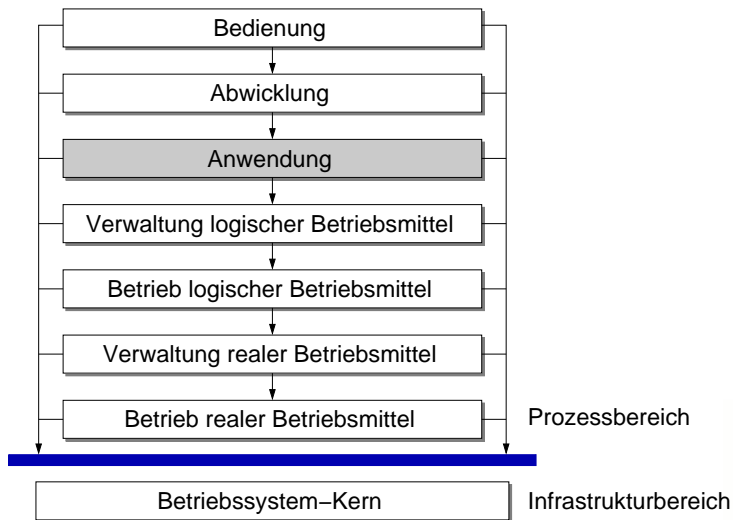 Bedienung
Abwicklung
Anwendung
Verwaltung logischer Betriebsmittel
Betrieb logischer Betriebsmittel
Verwaltung realer Betriebsmittel
Betrieb realer Betriebsmittel
Prozessbereich
Betriebssystem−Kern
Infrastrukturbereich